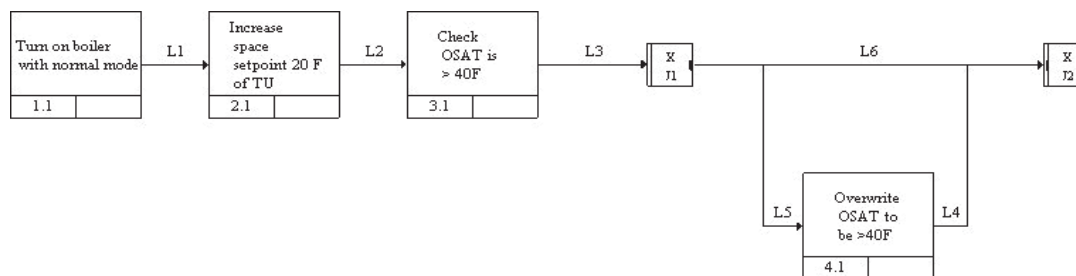 Turn on boiler
with normal mode
1.1
L1
Increase
space
setpoint 20 F
of TU
2.1
L2
Check
OSAT is
> 40F
3.1
L3
X
J1
L6
X
J2
L5
Overwrite
OSAT to
be >40F
4.1
L4